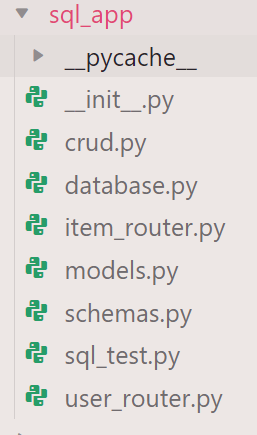 sql_app
__pycache__
__init__.py
crud.py
database.py
item_router.py
models.py
schemas.py
sql_test.py
user_router.py